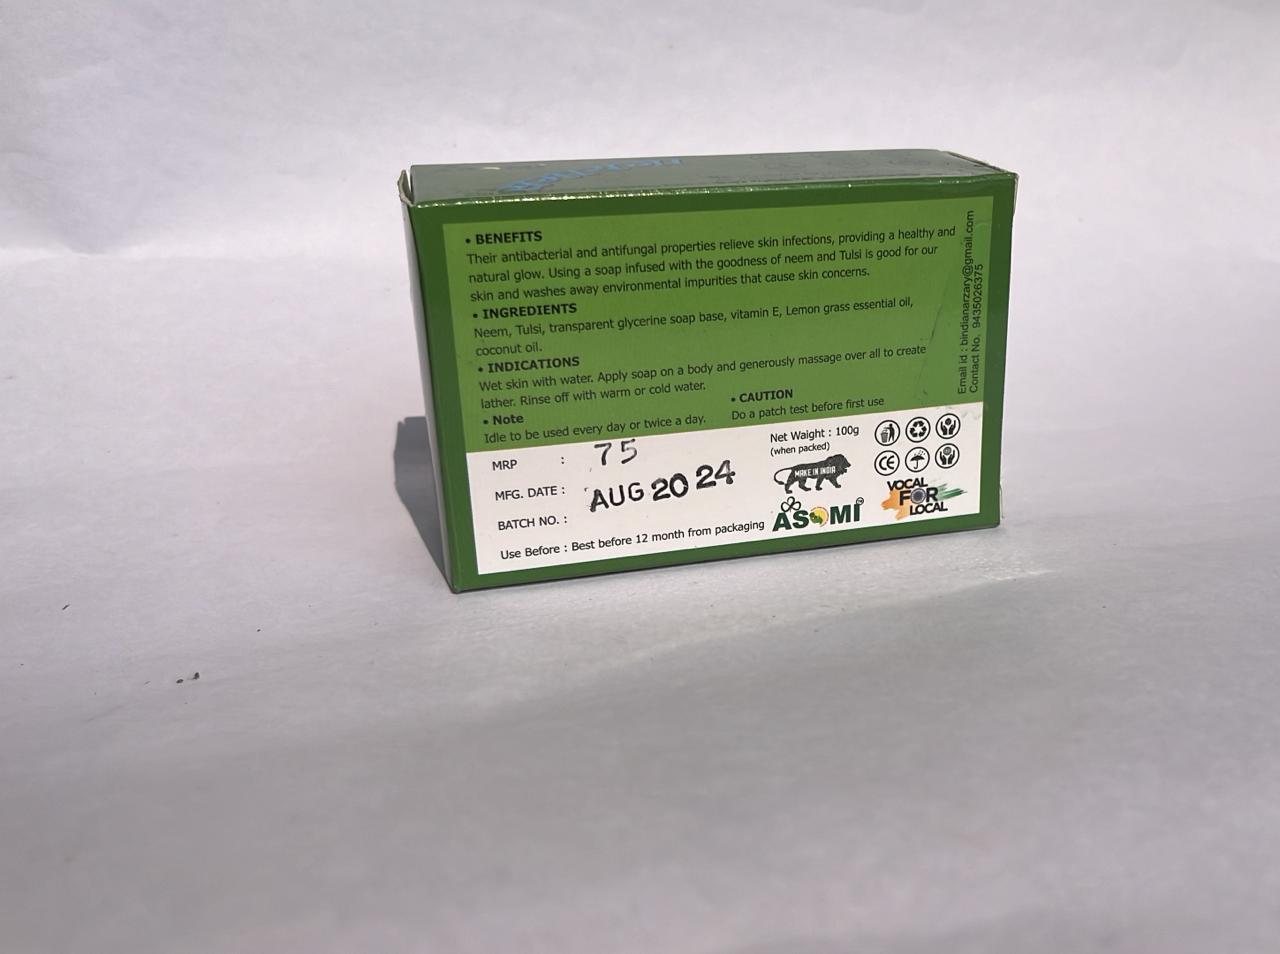 • BENEFITS
Their antibacterial and antifungal properties relieve skin infections, providing a healthy and
natural glow. Using a soap infused with the goodness of neem and Tulsi is good for our
skin and washes away environmental impurities that cause skin concerns.
• INGREDIENTS
Neem, Tulsi, transparent glycerine soap base, vitamin E, Lemon grass essential oil,
coconut oil.
• INDICATIONS
Wet skin with water. Apply soap on a body and generously massage over all to create
lather. Rinse off with warm or cold water.
• Note
Idle to be used every day or twice a day.
• CAUTION
Do a patch test before first use
Email id : bindianarzary@gmail.com
Contact No. 9435026375
MRP : 75
MFG. DATE : AUG 2024
BATCH NO. :
Use Before : Best before 12 month from packaging
Net Weight : 100g
(when packed)
MAKE IN INDIA
ASOMI TM
CE
VOCAL
FOR
LOCAL